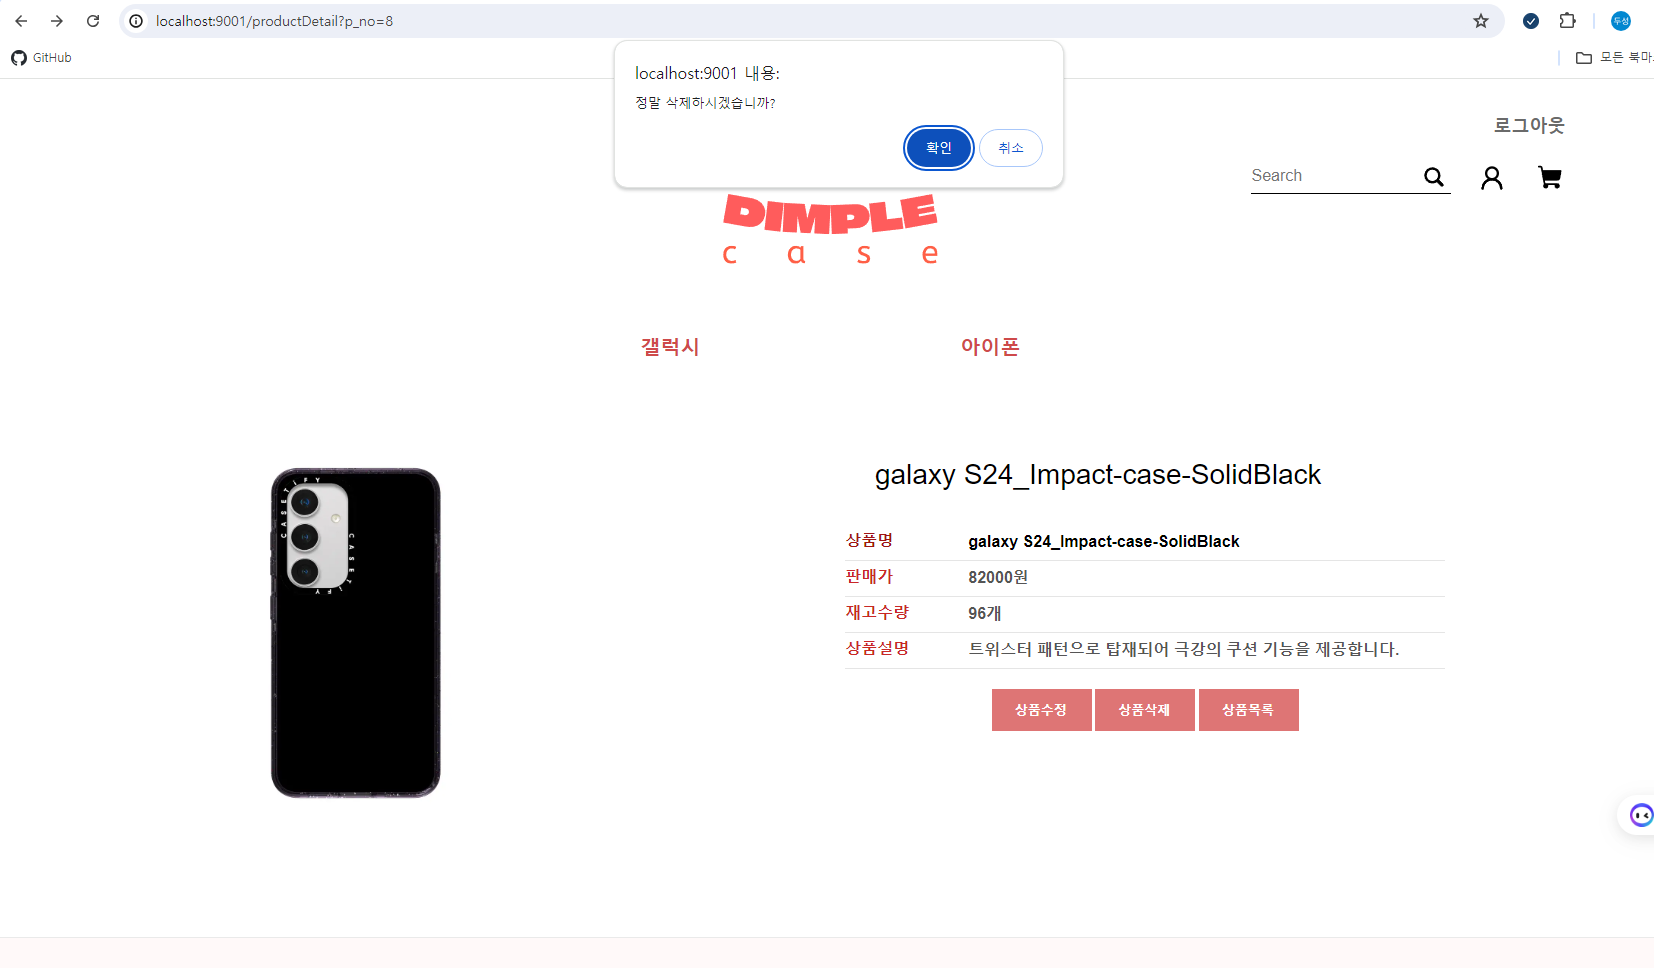 localhost:9001/productDetail?p_no=8
두성
GitHub
모든 북마
localhost:9001 내용:
정말 삭제하시겠습니까?
확인
취소
로그아웃
Search
DIMPLE
case
갤럭시
아이폰
CASETiFY
CASETiFY
galaxy S24_Impact-case-SolidBlack
상품명
galaxy S24_Impact-case-SolidBlack
판매가
82000원
재고수량
96개
상품설명
트위스터 패턴으로 탑재되어 극강의 쿠션 기능을 제공합니다.
상품수정
상품삭제
상품목록